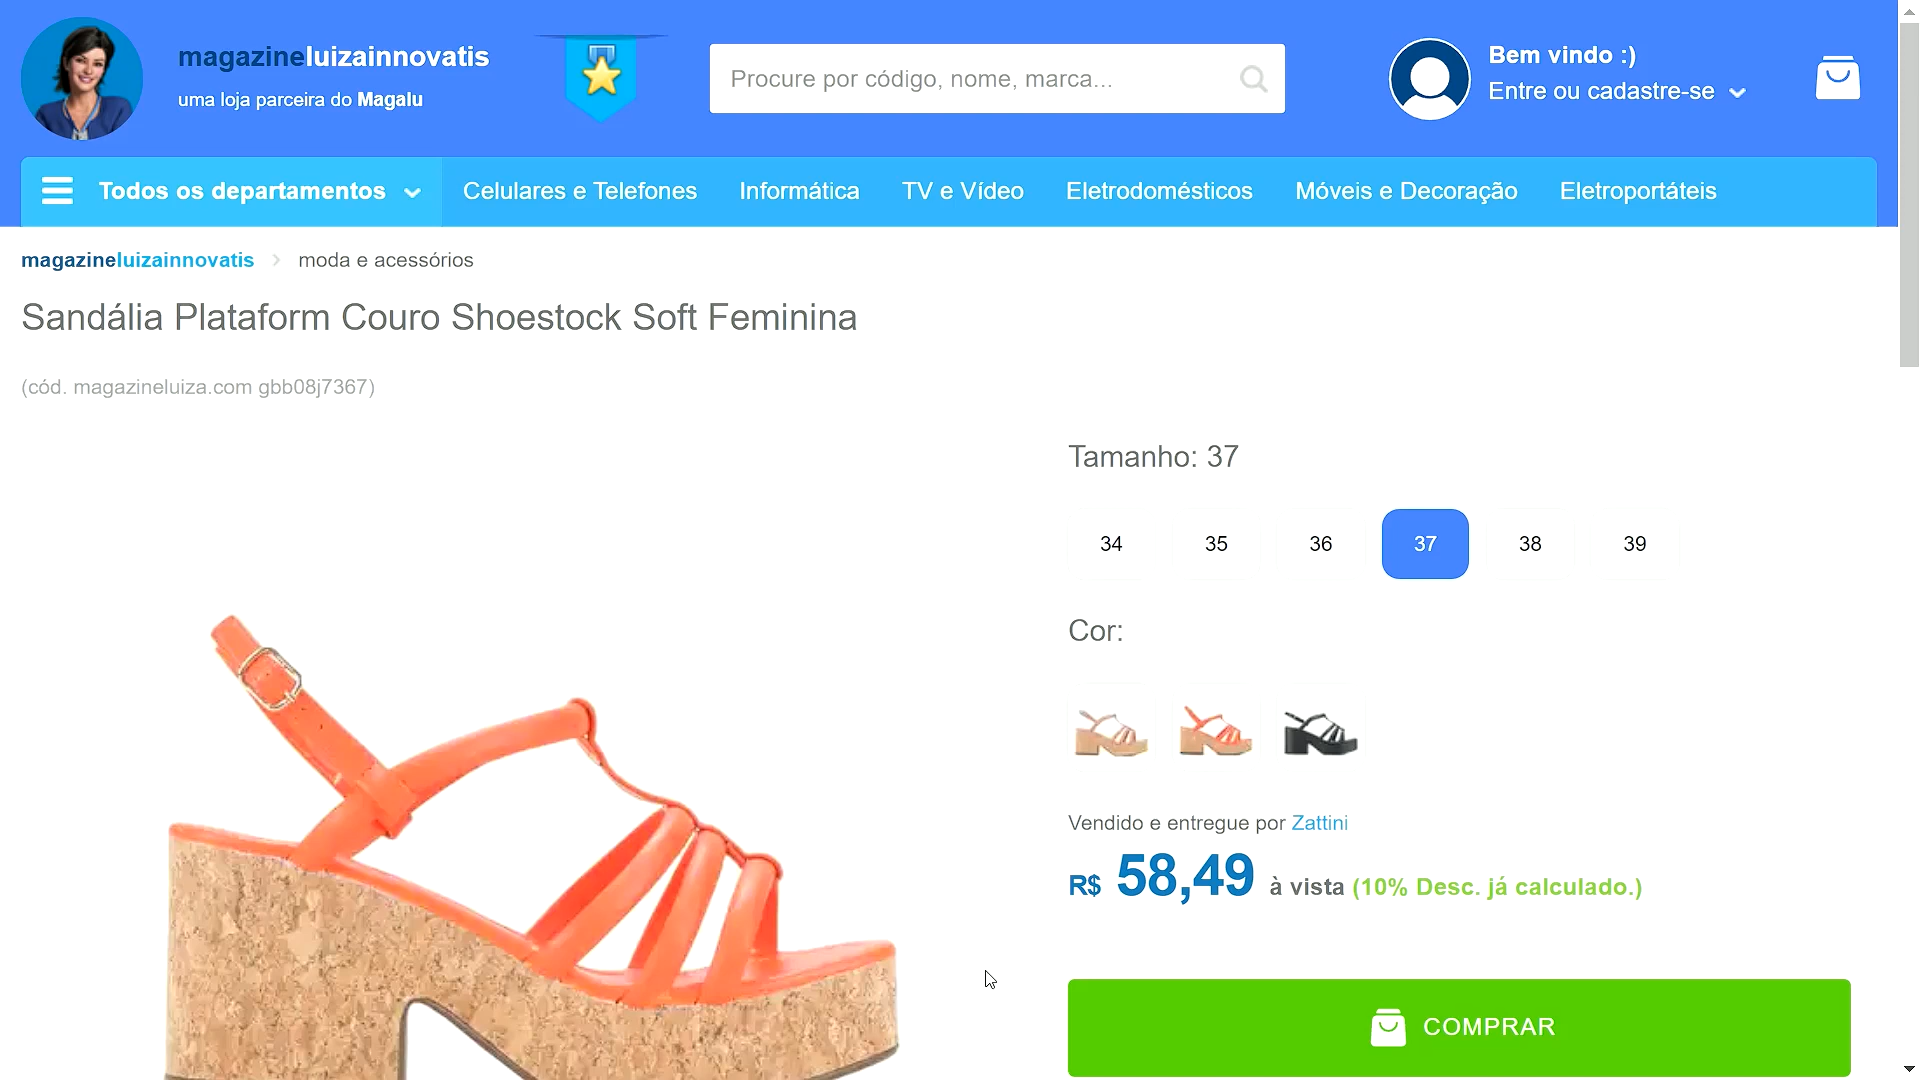 magazineluizainnovatis
uma loja parceira do Magalu
Procure por código, nome, marca...
Bem vindo :)
Entre ou cadastre-se
Todos os departamentos
Celulares e Telefones
Informática
TV e Vídeo
Eletrodomésticos
Móveis e Decoração
Eletroportáteis
magazineluizainnovatis
moda e acessórios
Sandália Plataform Couro Shoestock Soft Feminina
(cód. magazineluiza.com gbb08j7367)
Tamanho: 37
34 35 36 37 38 39
Cor:
Vendido e entregue por Zattini
R$ 58,49 à vista (10% Desc. já calculado.)
COMPRAR